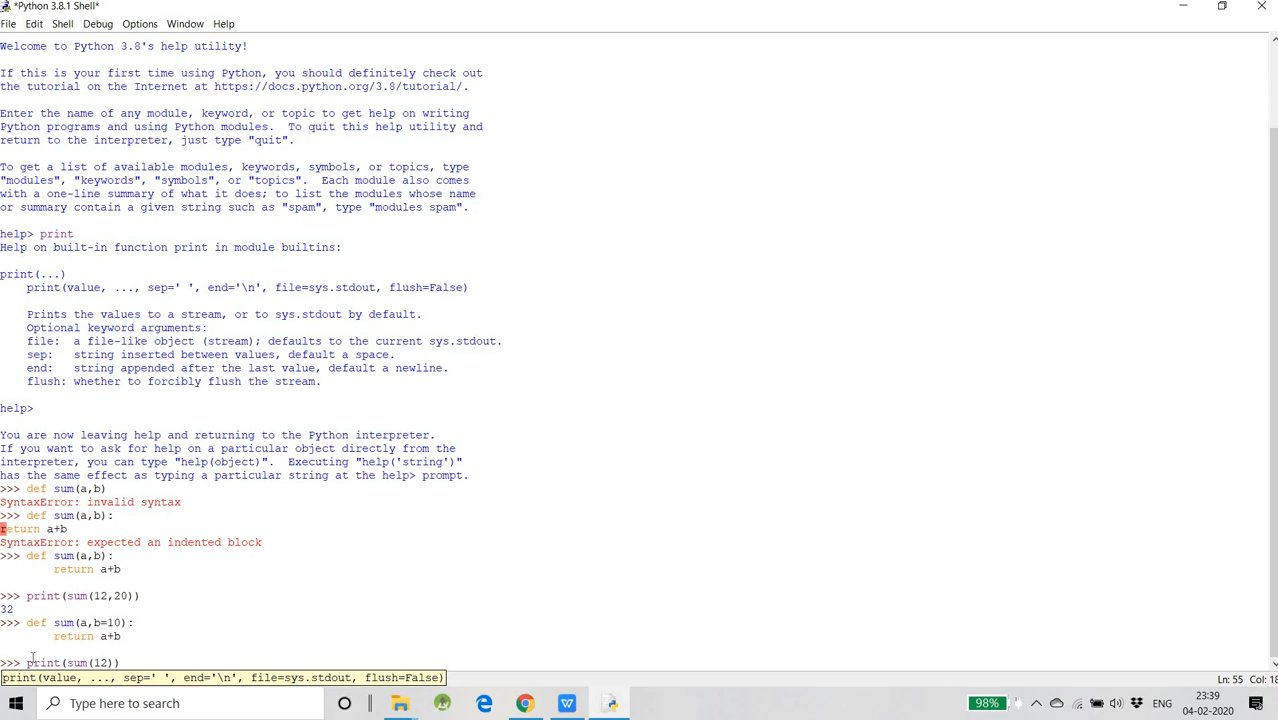 *Python 3.8.1 Shell*
File Edit Shell Debug Options Window Help
Welcome to Python 3.8's help utility!
If this is your first time using Python, you should definitely check out
the tutorial on the Internet at https://docs.python.org/3.8/tutorial/.
Enter the name of any module, keyword, or topic to get help on writing
Python programs and using Python modules.  To quit this help utility and
return to the interpreter, just type "quit".
To get a list of available modules, keywords, symbols, or topics, type
"modules", "keywords", "symbols", or "topics".  Each module also comes
with a one-line summary of what it does; to list the modules whose name
or summary contain a given string such as "spam", type "modules spam".
help> print
Help on built-in function print in module builtins:
print(...)
    print(value, ..., sep=' ', end='\n', file=sys.stdout, flush=False)
    Prints the values to a stream, or to sys.stdout by default.
    Optional keyword arguments:
    file:  a file-like object (stream); defaults to the current sys.stdout.
    sep:   string inserted between values, default a space.
    end:   string appended after the last value, default a newline.
    flush: whether to forcibly flush the stream.
help>
You are now leaving help and returning to the Python interpreter.
If you want to ask for help on a particular object directly from the
interpreter, you can type "help(object)".  Executing "help('string')"
has the same effect as typing a particular string at the help> prompt.
>>> def sum(a,b)
SyntaxError: invalid syntax
>>> def sum(a,b):
return a+b
SyntaxError: expected an indented block
>>> def sum(a,b):
        return a+b
>>> print(sum(12,20))
32
>>> def sum(a,b=10):
        return a+b
>>> print(sum(12))
print(value, ..., sep=' ', end='\n', file=sys.stdout, flush=False)
Ln: 55 Col: 18
Type here to search
98%
ENG
23:39
04-02-2020